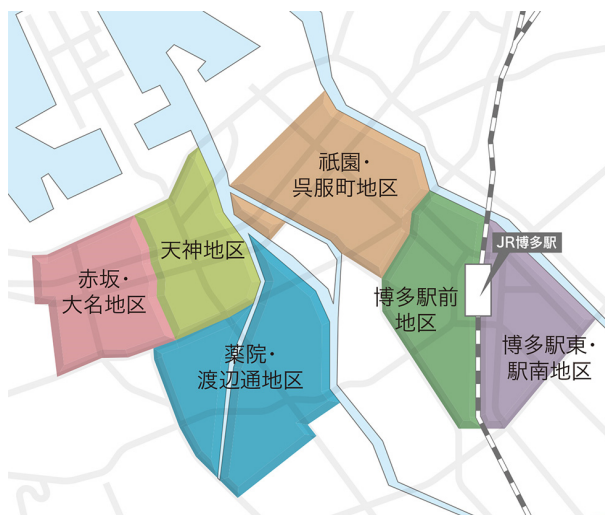 祇園・
呉服町地区
天神地区
JR博多駅
赤坂・
大名地区
博多駅前
地区
薬院・
渡辺通地区
博多駅東・
駅南地区